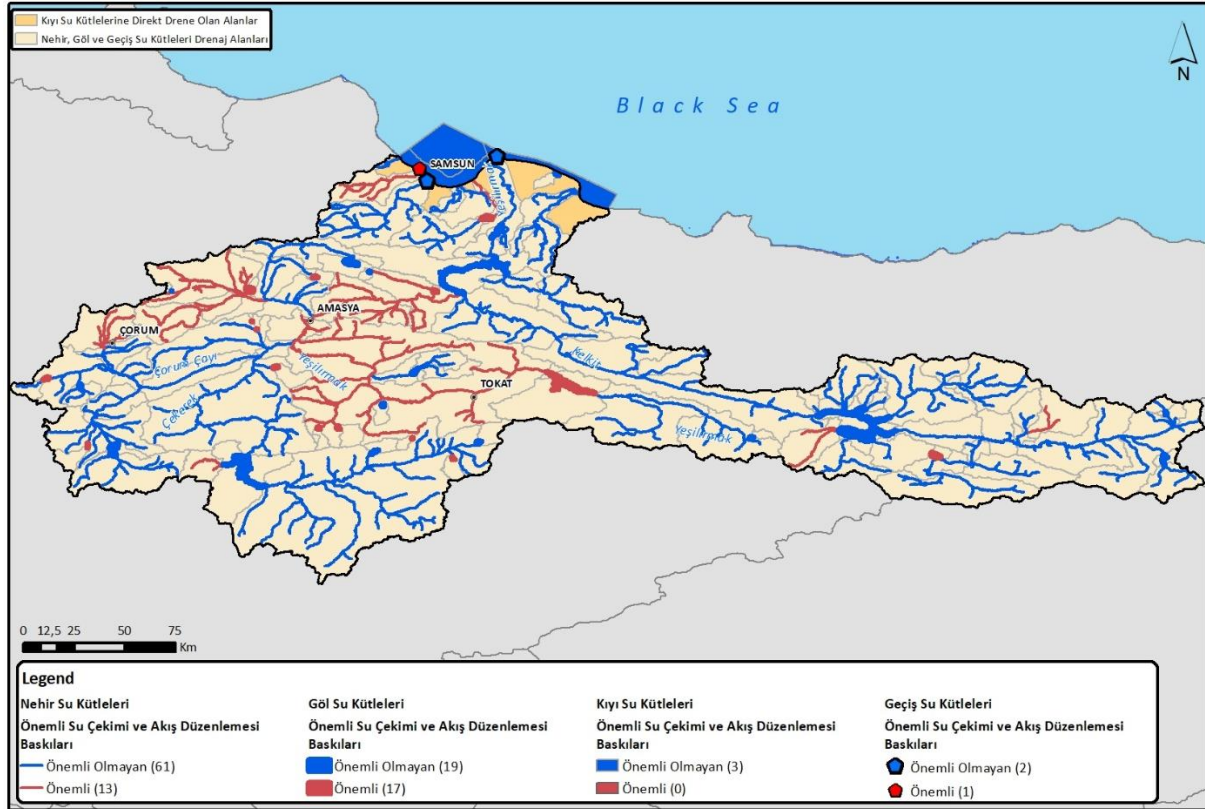 Kıyı Su Kütlelerine Direkt Drene Olan Alanlar
Nehir, Göl ve Geçiş Su Kütleleri Drenaj Alanları
N
Black Sea
SAMSUN
Yeşilırmak
AMASYA
ÇORUM
Çorum Çayı
Yeşilırmak
Kelkit
Çekerek
TOKAT
Yeşilırmak
0 12,5 25 50 75
Km
Legend
Nehir Su Kütleleri
Önemli Su Çekimi ve Akış Düzenlemesi
Baskıları
Önemli Olmayan (61)
Önemli (13)
Göl Su Kütleleri
Önemli Su Çekimi ve Akış Düzenlemesi
Baskıları
Önemli Olmayan (19)
Önemli (17)
Kıyı Su Kütleleri
Önemli Su Çekimi ve Akış Düzenlemesi
Baskıları
Önemli Olmayan (3)
Önemli (0)
Geçiş Su Kütleleri
Önemli Su Çekimi ve Akış Düzenlemesi
Baskıları
Önemli Olmayan (2)
Önemli (1)